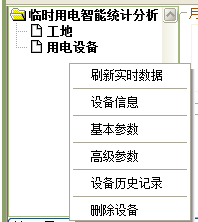 临时用电智能统计分析
工地
用电设备
刷新实时数据
设备信息
基本参数
高级参数
设备历史记录
删除设备